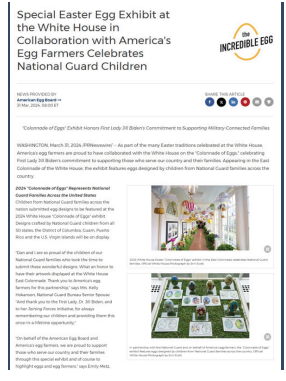 Special Easter Egg Exhibit at
the White House in
Collaboration with America's
Egg Farmers Celebrates
National Guard Children
the
INCREDIBLE EGG
NEWS PROVIDED BY
American Egg Board
31 Mar, 2024, 08:00 ET
SHARE THIS ARTICLE
"Colonnade of Eggs" Exhibit Honors First Lady Jill Biden's Commitment to Supporting Military-Connected Families
WASHINGTON, March 31, 2024 /PRNewswire/ -- As part of the many Easter traditions celebrated at the White House,
America's egg farmers are proud to have collaborated with the White House on the "Colonnade of Eggs," celebrating
First Lady Jill Biden's commitment to supporting those who serve our country and their families. Appearing in the East
Colonnade of the White House, the exhibit features eggs designed by children from National Guard families across the
country.
2024 "Colonnade of Eggs" Represents National
Guard Families Across the United States
Children from National Guard families across the
nation submitted egg designs to be featured at the
2024 White House "Colonnade of Eggs" exhibit.
Designs crafted by National Guard children from all
50 states, the District of Columbia, Guam, Puerto
Rico and the U.S. Virgin Islands will be on display.
"Dan and I are so proud of the children of our
National Guard families who took the time to
submit these wonderful designs. What an honor to
have their artwork displayed at the White House
East Colonnade. Thank you to America's egg
farmers for this partnership," says Mrs. Kelly
Hokanson, National Guard Bureau Senior Spouse.
"And thank you to the First Lady, Dr. Jill Biden, and
to her Joining Forces initiative, for always
remembering our children and providing them this
once in a lifetime opportunity."
"On behalf of the American Egg Board and
America's egg farmers, we are proud to support
those who serve our country and their families
through this special exhibit and of course to
highlight eggs and egg farmers," says Emily Metz,